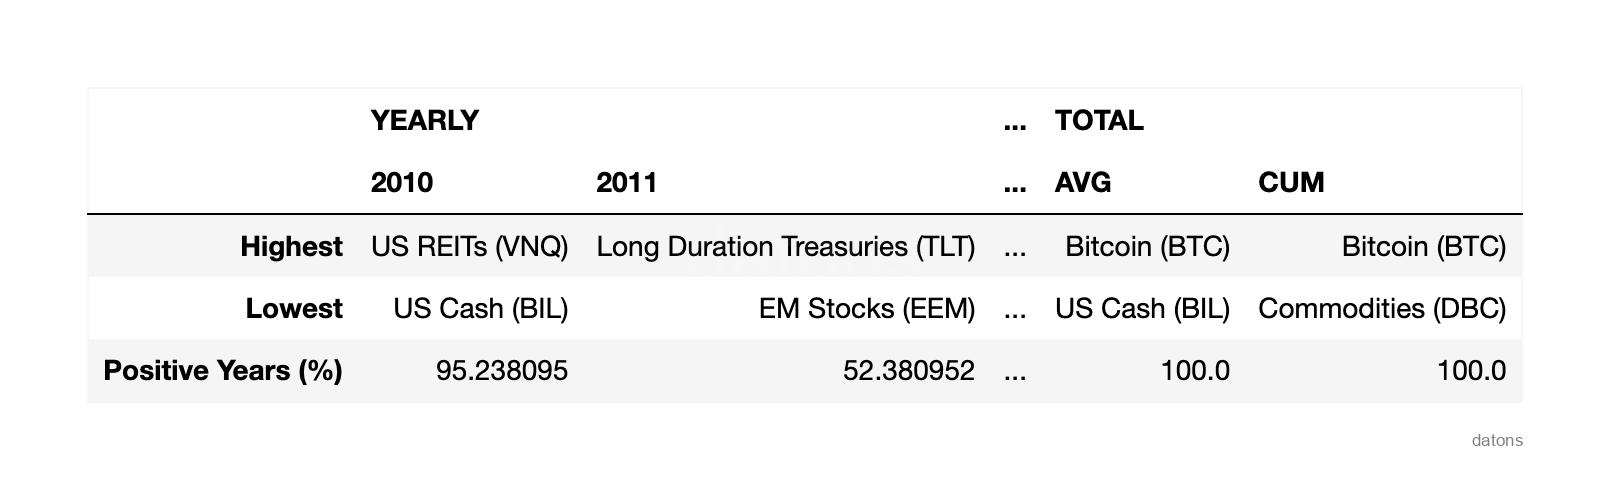 YEARLY ... TOTAL
2010 2011 ... AVG CUM
Highest US REITs (VNQ) Long Duration Treasuries (TLT) ... Bitcoin (BTC) Bitcoin (BTC)
Lowest US Cash (BIL) EM Stocks (EEM) ... US Cash (BIL) Commodities (DBC)
Positive Years (%) 95.238095 52.380952 ... 100.0 100.0
datons